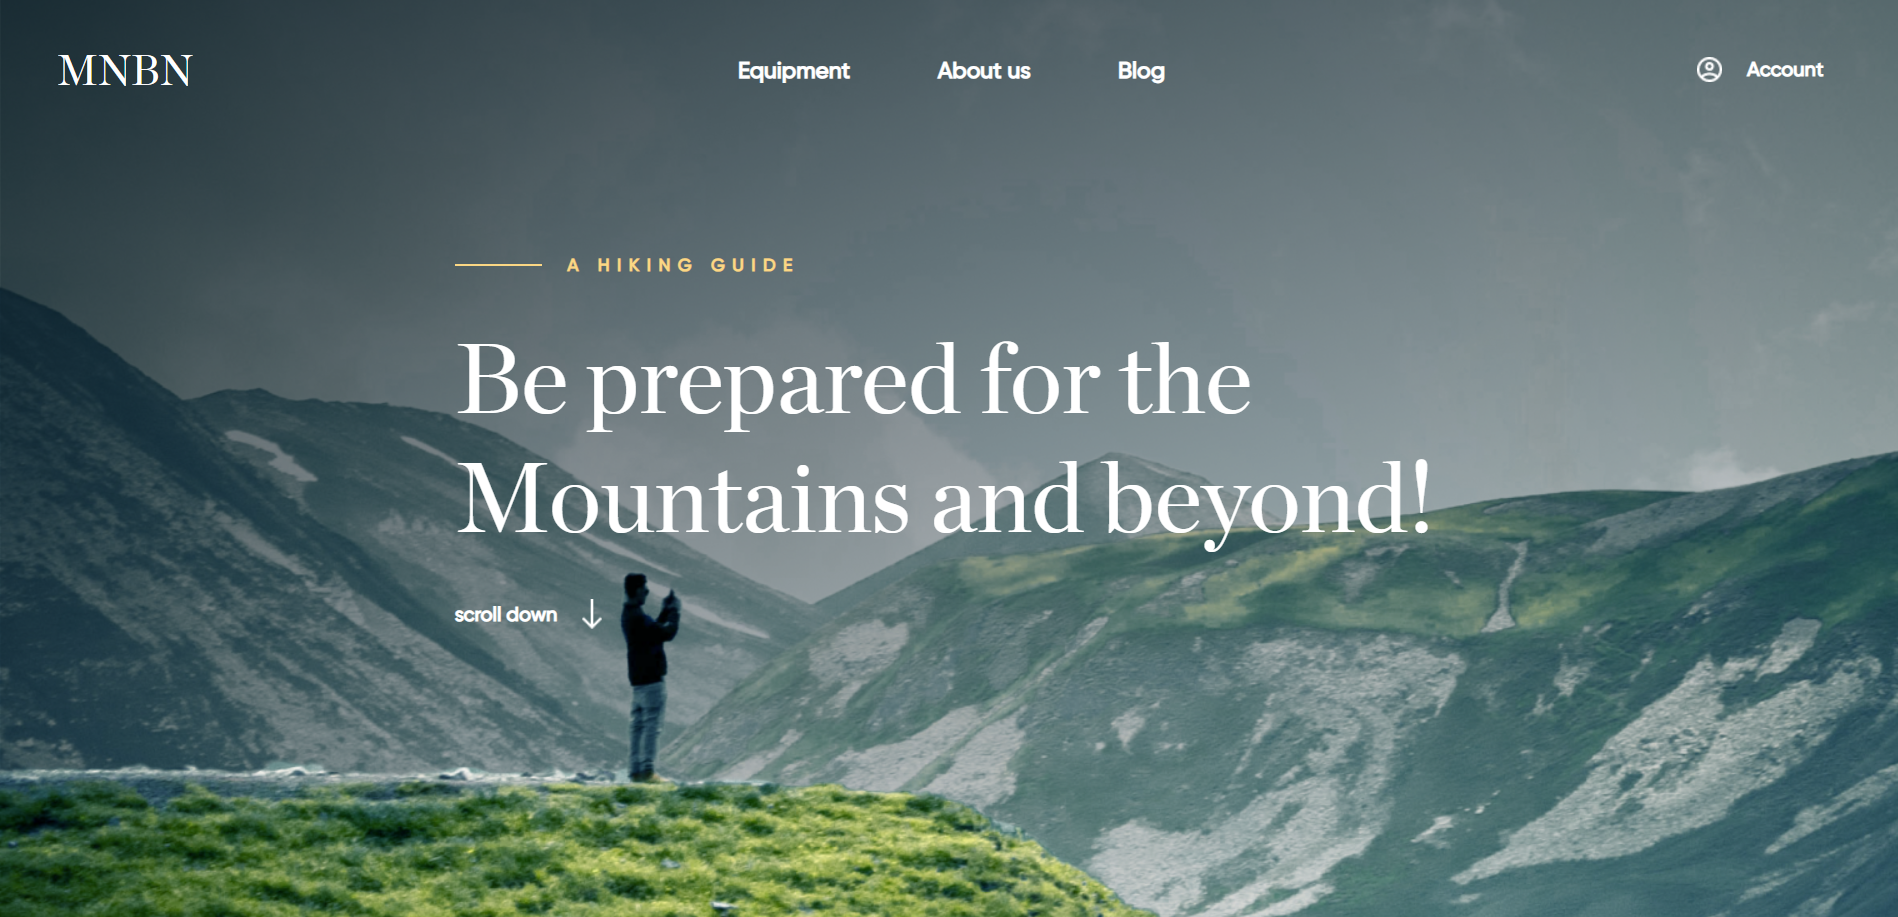 MNBN
Equipment
About us
Blog
Account
A HIKING GUIDE
Be prepared for the
Mountains and beyond!
scroll down